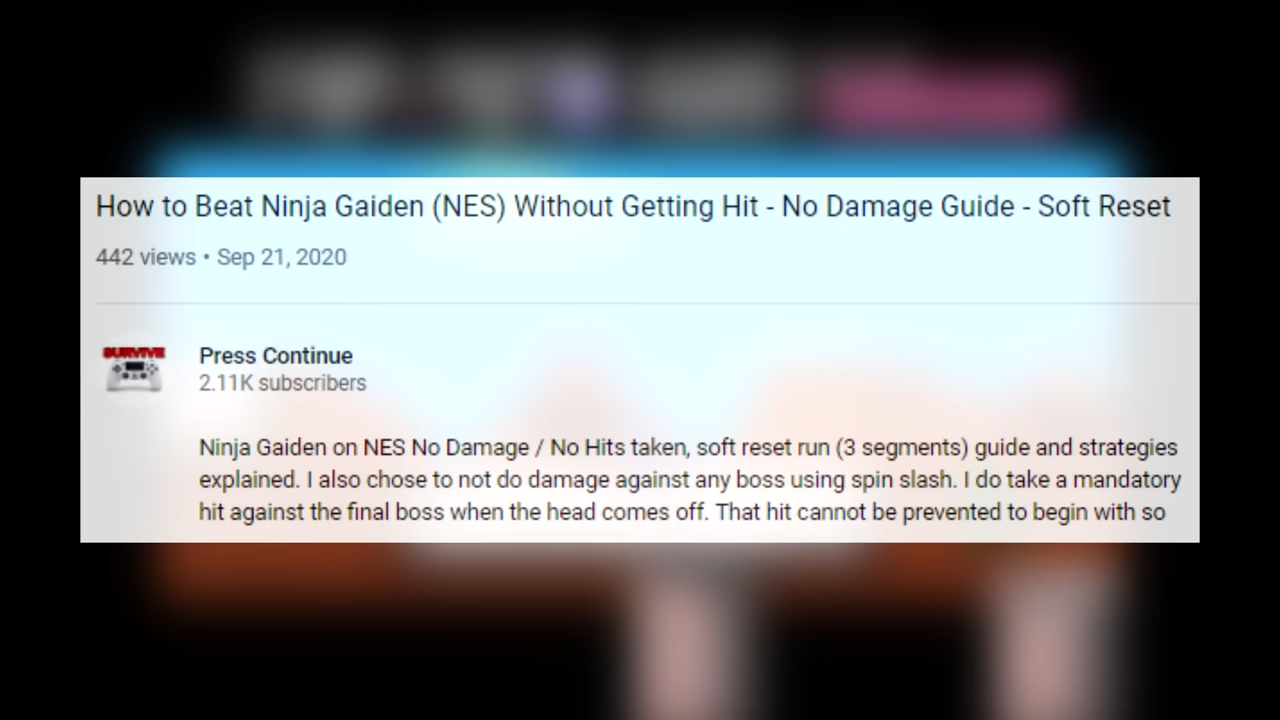 How to Beat Ninja Gaiden (NES) Without Getting Hit - No Damage Guide - Soft Reset
442 views • Sep 21, 2020
SURVIVE
Press Continue
2.11K subscribers
Ninja Gaiden on NES No Damage / No Hits taken, soft reset run (3 segments) guide and strategies
explained. I also chose to not do damage against any boss using spin slash. I do take a mandatory
hit against the final boss when the head comes off. That hit cannot be prevented to begin with so